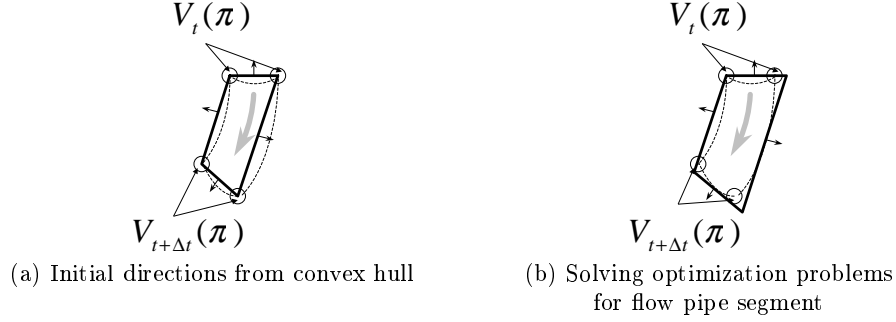 V_t(π)
V_t(π)
V_{t+Δt}(π)
V_{t+Δt}(π)
(a) Initial directions from convex hull
(b) Solving optimization problems
for flow pipe segment